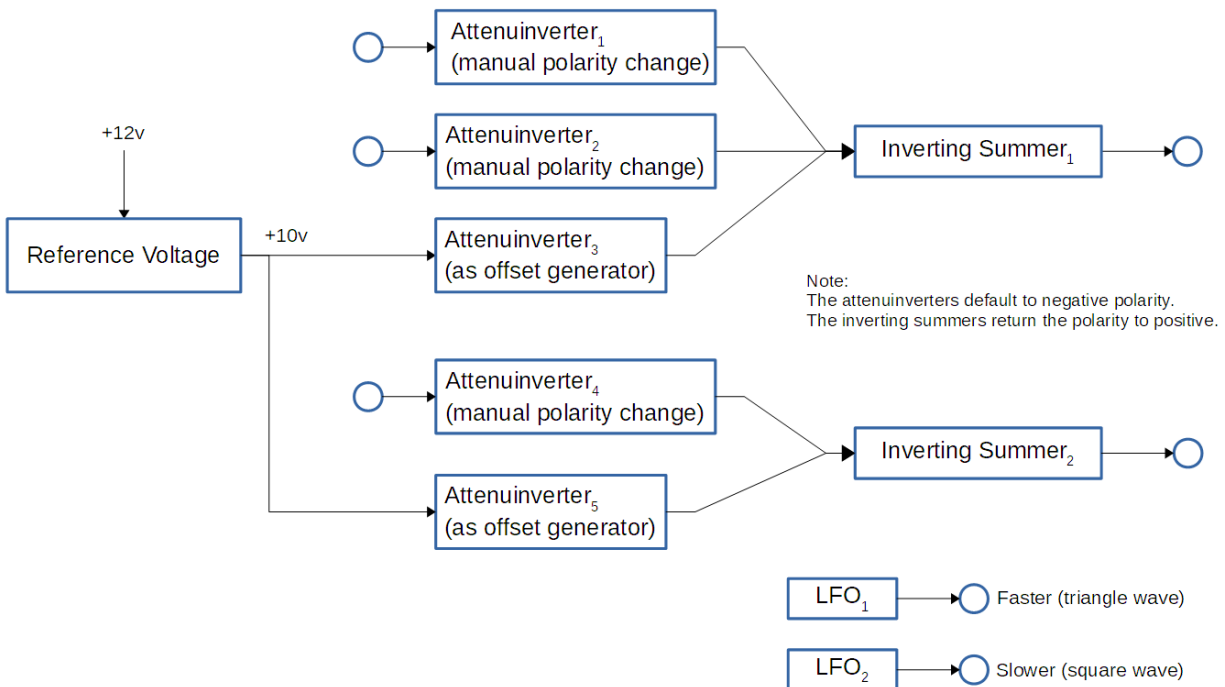 Attenuinverter₁
(manual polarity change)
+12v
Attenuinverter₂
(manual polarity change)
Inverting Summer₁
Reference Voltage
+10v
Attenuinverter₃
(as offset generator)
Note:
The attenuinverters default to negative polarity.
The inverting summers return the polarity to positive.
Attenuinverter₄
(manual polarity change)
Inverting Summer₂
Attenuinverter₅
(as offset generator)
LFO₁
Faster (triangle wave)
LFO₂
Slower (square wave)